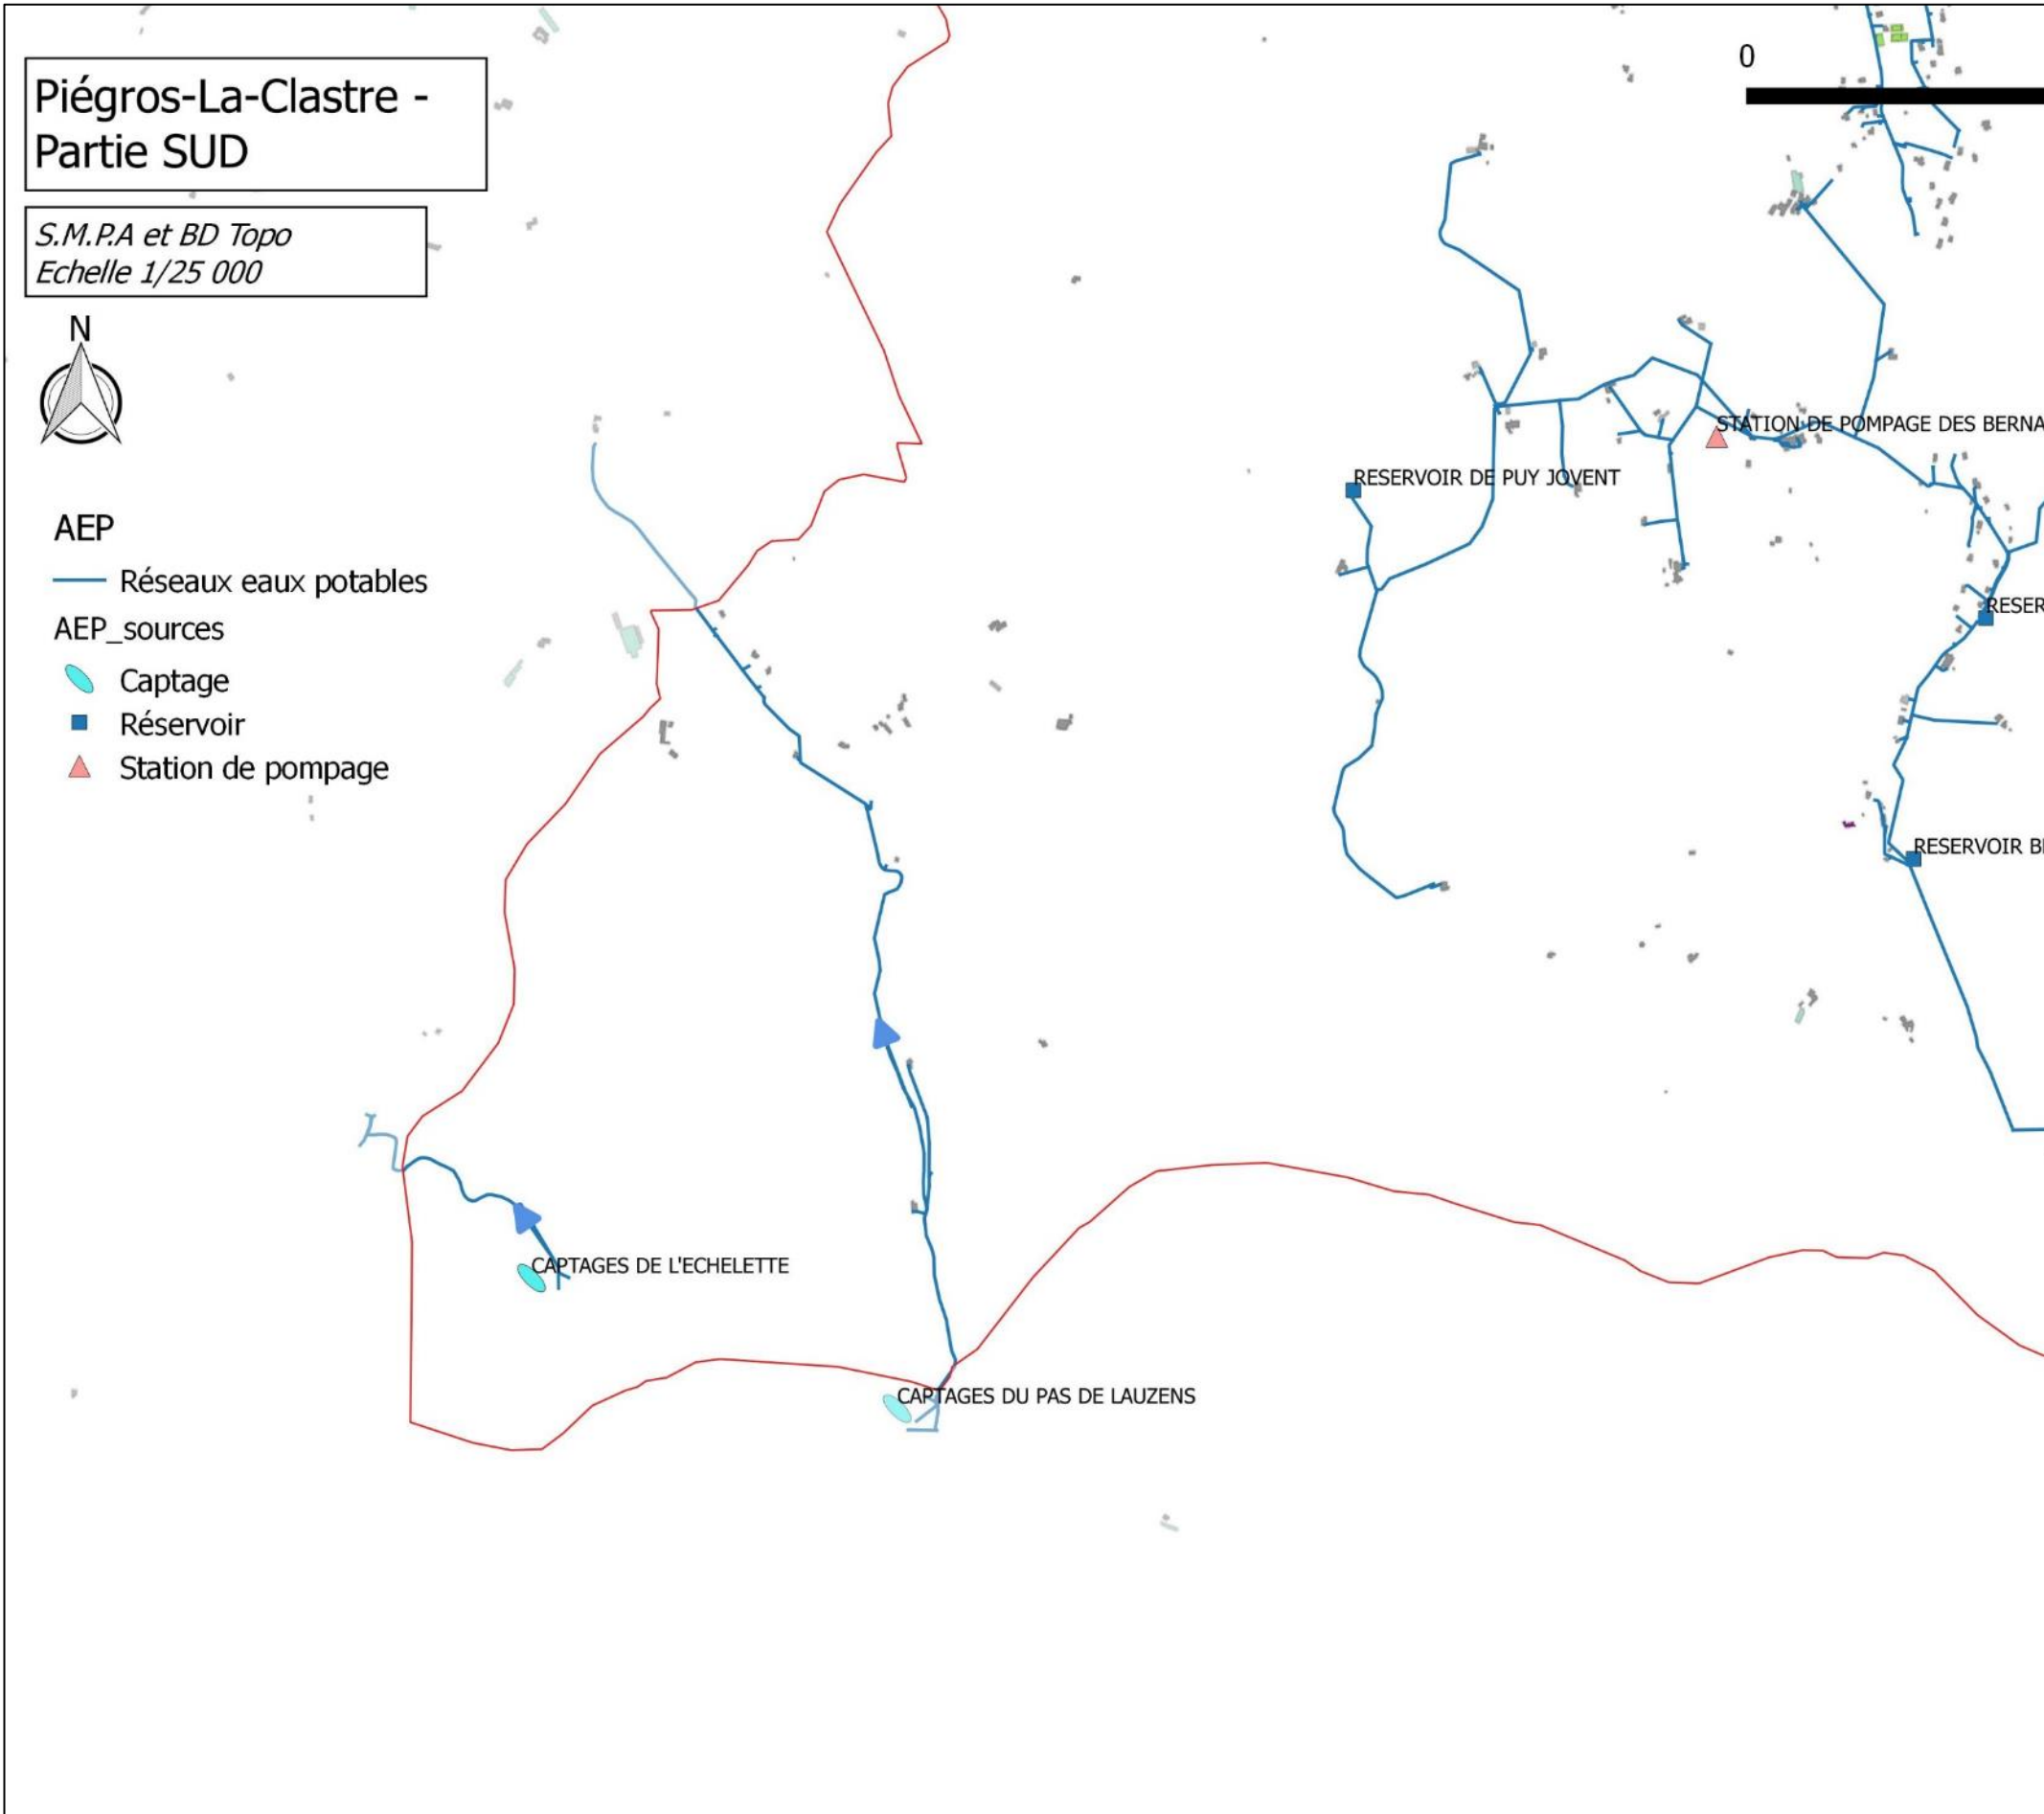 Piégros-La-Clastre -
Partie SUD
S.M.P.A et BD Topo
Echelle 1/25 000
N
AEP
Réseaux eaux potables
AEP_sources
Captage
Réservoir
Station de pompage
0
STATION DE POMPAGE DES BERNA
RESERVOIR DE PUY JOVENT
RESER
RESERVOIR B
CAPTAGES DE L'ECHELETTE
CAPTAGES DU PAS DE LAUZENS